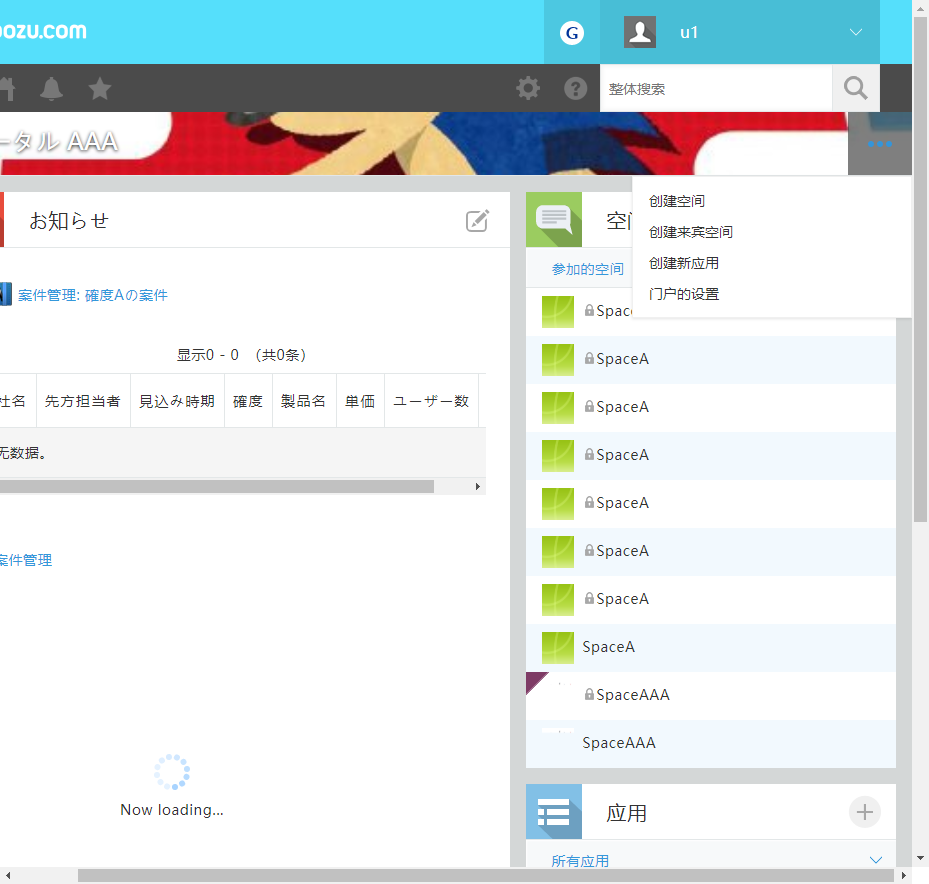 ozu.com
G
u1
整体搜索
ータル AAA
创建空间
创建来宾空间
创建新应用
门户的设置
お知らせ
参加的空间
案件管理: 確度Aの案件
显示0 - 0 （共0条）
社名 先方担当者 見込み時期 確度 製品名 単価 ユーザー数
无数据。
案件管理
Now loading...
空间
Space
SpaceA
SpaceA
SpaceA
SpaceA
SpaceA
SpaceA
SpaceA
SpaceAAA
SpaceAAA
应用
所有应用